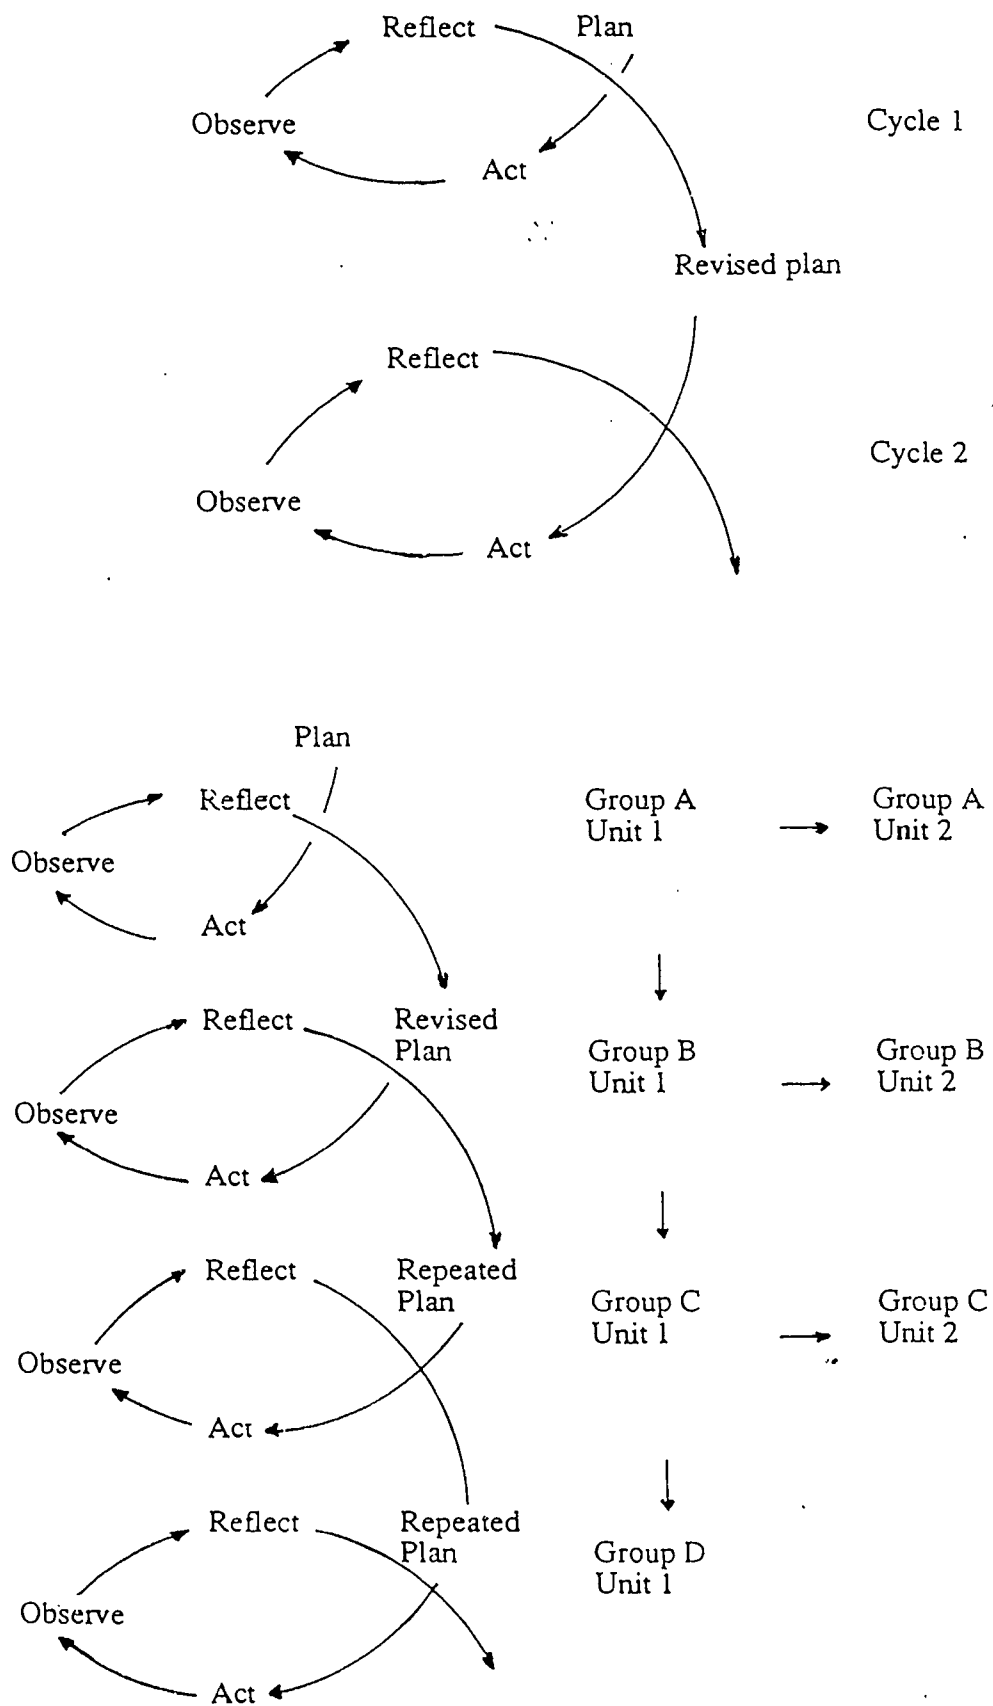 Reflect
Plan
Observe
Cycle 1
Act
Revised plan
Reflect
Cycle 2
Observe
Act
Plan
Reflect
Observe
Act
Group A
Unit 1
Group A
Unit 2
Reflect
Revised
Plan
Observe
Act
Group B
Unit 1
Group B
Unit 2
Reflect
Repeated
Plan
Observe
Act
Group C
Unit 1
Group C
Unit 2
Reflect
Repeated
Plan
Observe
Act
Group D
Unit 1